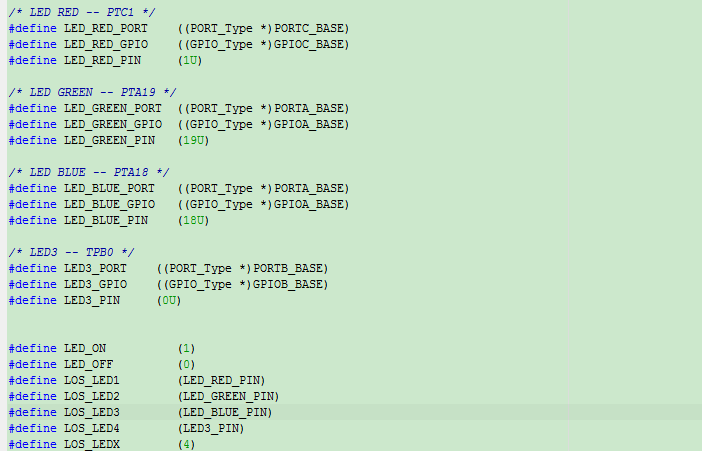 /* LED RED -- PTC1 */
#define LED_RED_PORT ((PORT_Type *)PORTC_BASE)
#define LED_RED_GPIO ((GPIO_Type *)GPIOC_BASE)
#define LED_RED_PIN (1U)
/* LED GREEN -- PTA19 */
#define LED_GREEN_PORT ((PORT_Type *)PORTA_BASE)
#define LED_GREEN_GPIO ((GPIO_Type *)GPIOA_BASE)
#define LED_GREEN_PIN (19U)
/* LED BLUE -- PTA18 */
#define LED_BLUE_PORT ((PORT_Type *)PORTA_BASE)
#define LED_BLUE_GPIO ((GPIO_Type *)GPIOA_BASE)
#define LED_BLUE_PIN (18U)
/* LED3 -- TPB0 */
#define LED3_PORT ((PORT_Type *)PORTB_BASE)
#define LED3_GPIO ((GPIO_Type *)GPIOB_BASE)
#define LED3_PIN (0U)
#define LED_ON (1)
#define LED_OFF (0)
#define LOS_LED1 (LED_RED_PIN)
#define LOS_LED2 (LED_GREEN_PIN)
#define LOS_LED3 (LED_BLUE_PIN)
#define LOS_LED4 (LED3_PIN)
#define LOS_LEDX (4)